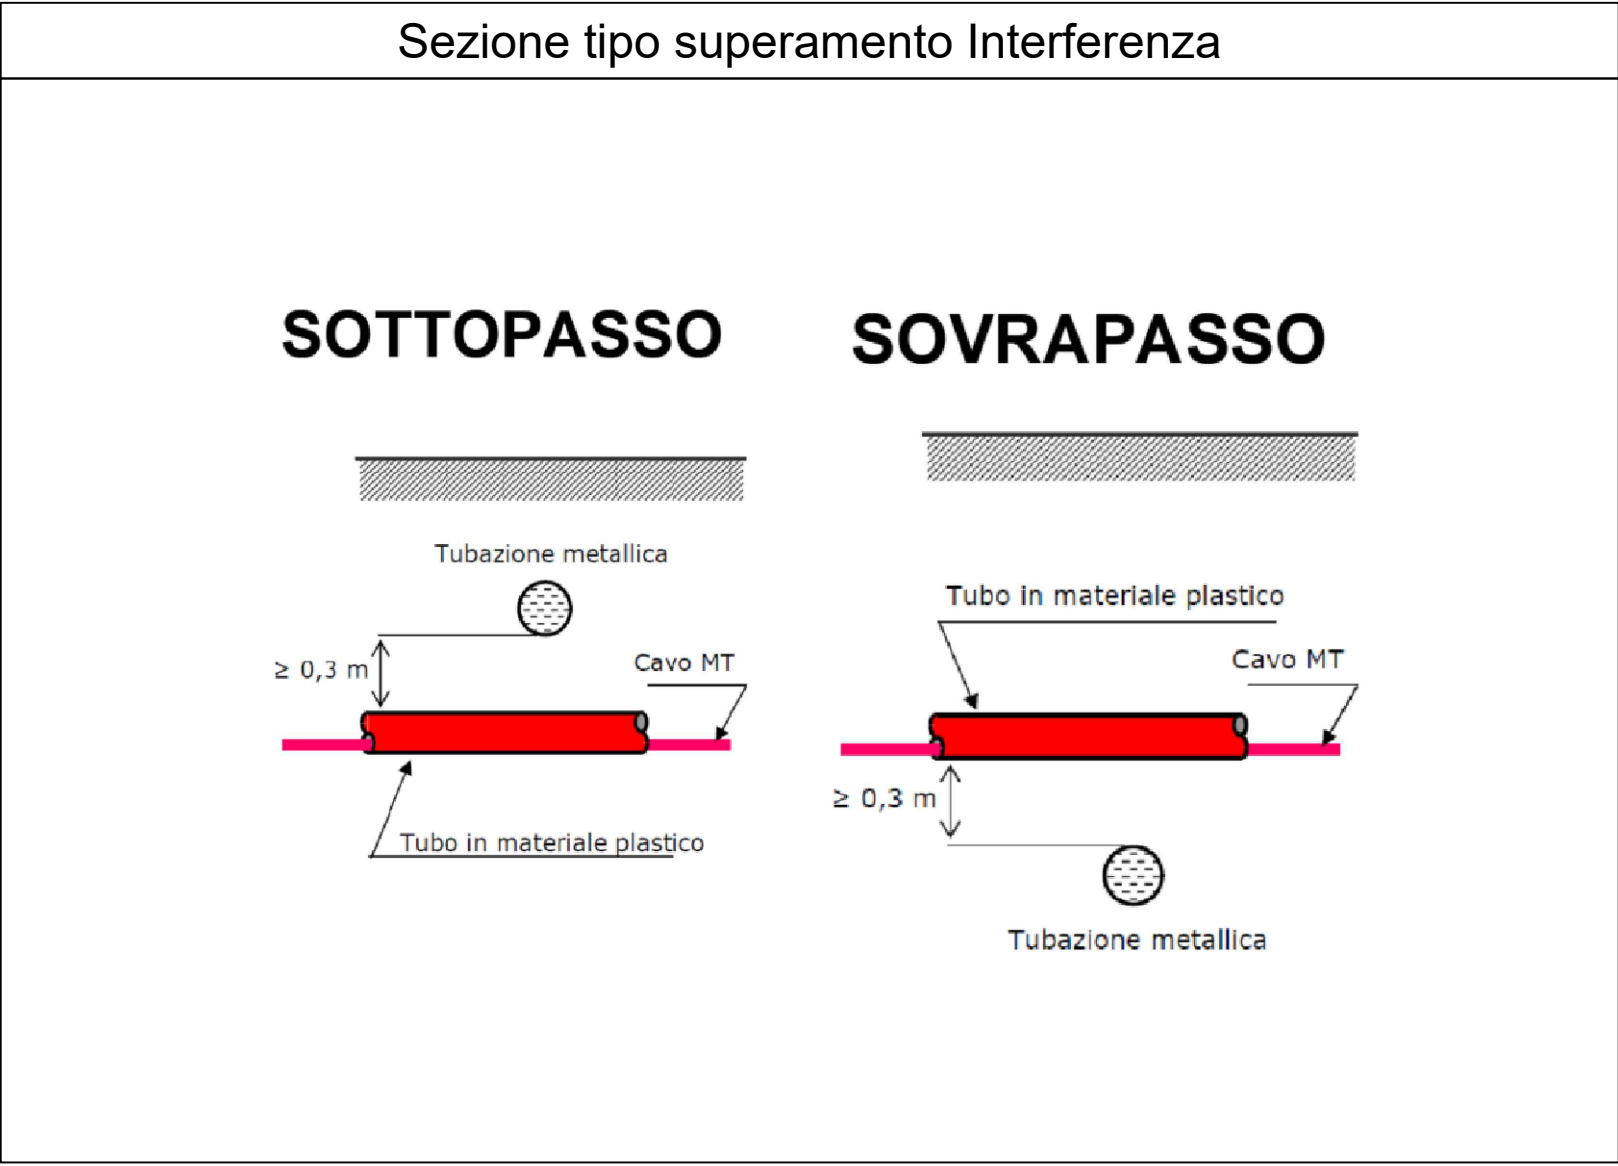 Sezione tipo superamento Interferenza
SOTTOPASSO
Tubazione metallica
≥ 0,3 m
Cavo MT
Tubo in materiale plastico
SOVRAPASSO
Tubo in materiale plastico
Cavo MT
≥ 0,3 m
Tubazione metallica